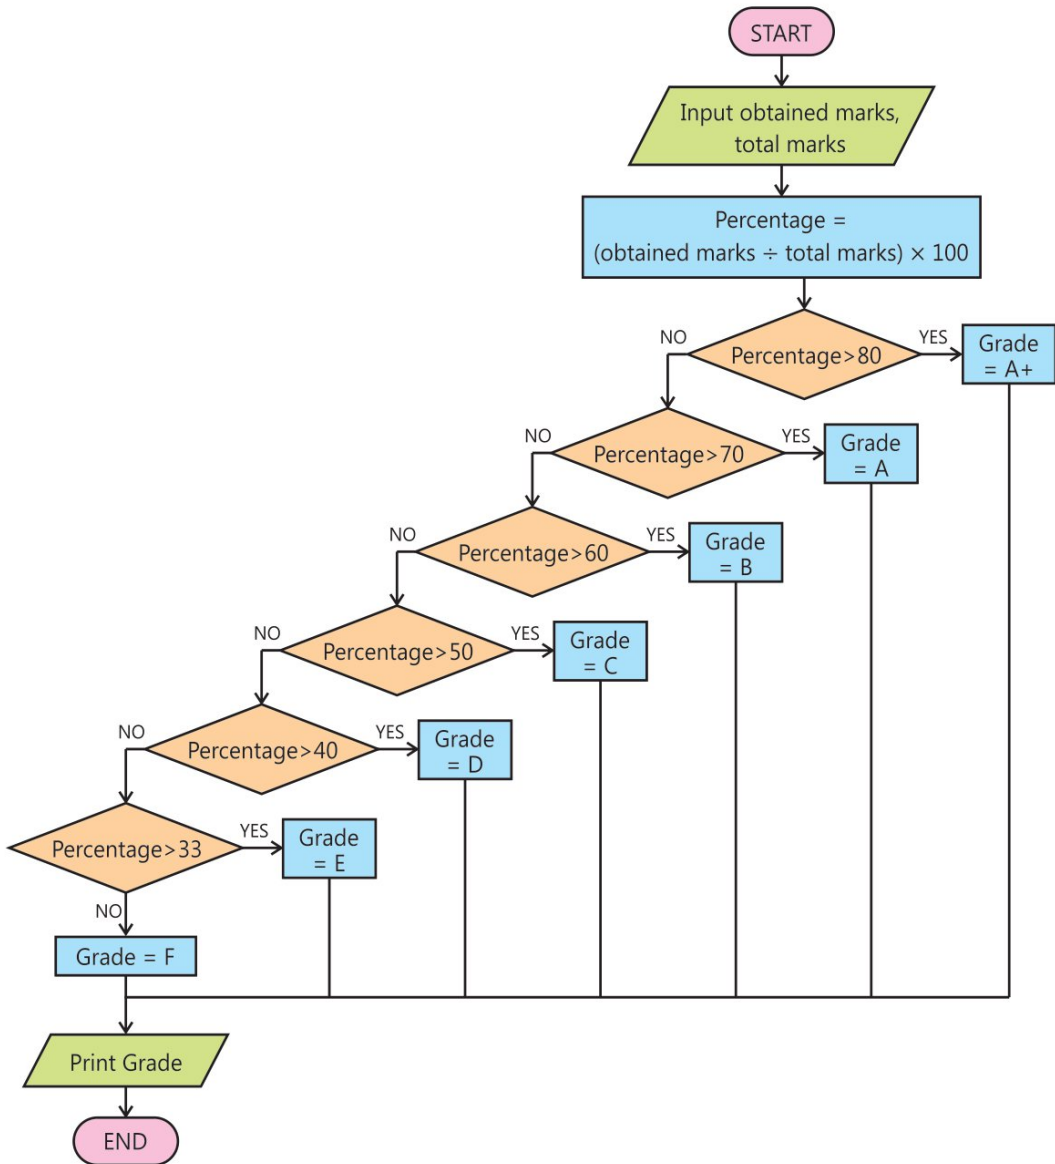 START
Input obtained marks,
total marks
Percentage =
(obtained marks ÷ total marks) × 100
Percentage>80
NO
YES
Grade
= A+
Percentage>70
NO
YES
Grade
= A
Percentage>60
NO
YES
Grade
= B
Percentage>50
NO
YES
Grade
= C
Percentage>40
NO
YES
Grade
= D
Percentage>33
YES
Grade
= E
NO
Grade = F
Print Grade
END